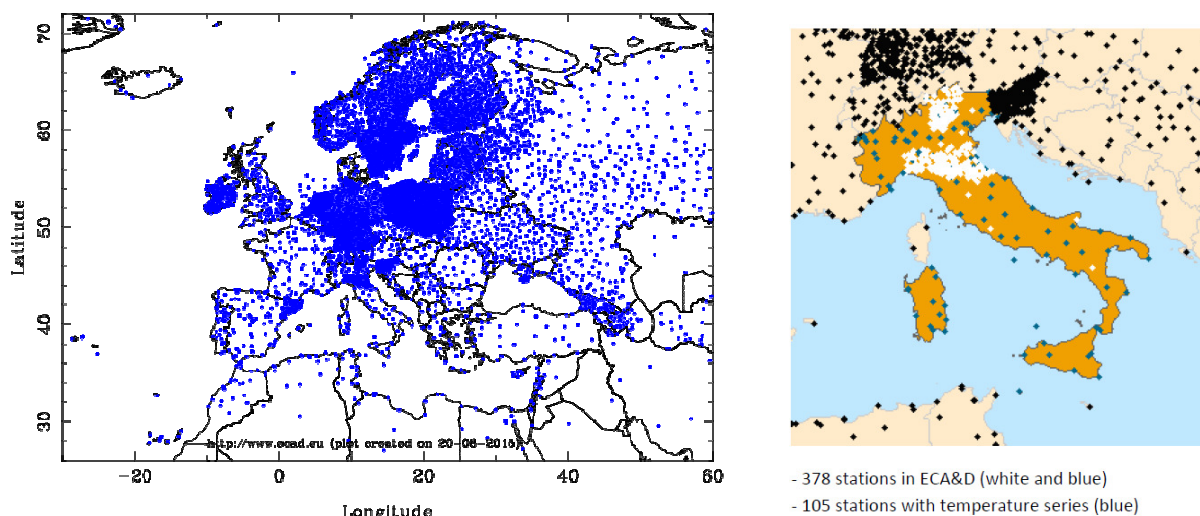 70
60
50
40
30
Latitude
http://www.ecad.eu (plot created on 20-06-2015)
-20
0
20
40
60
Longitude
- 378 stations in ECA&D (white and blue)
- 105 stations with temperature series (blue)